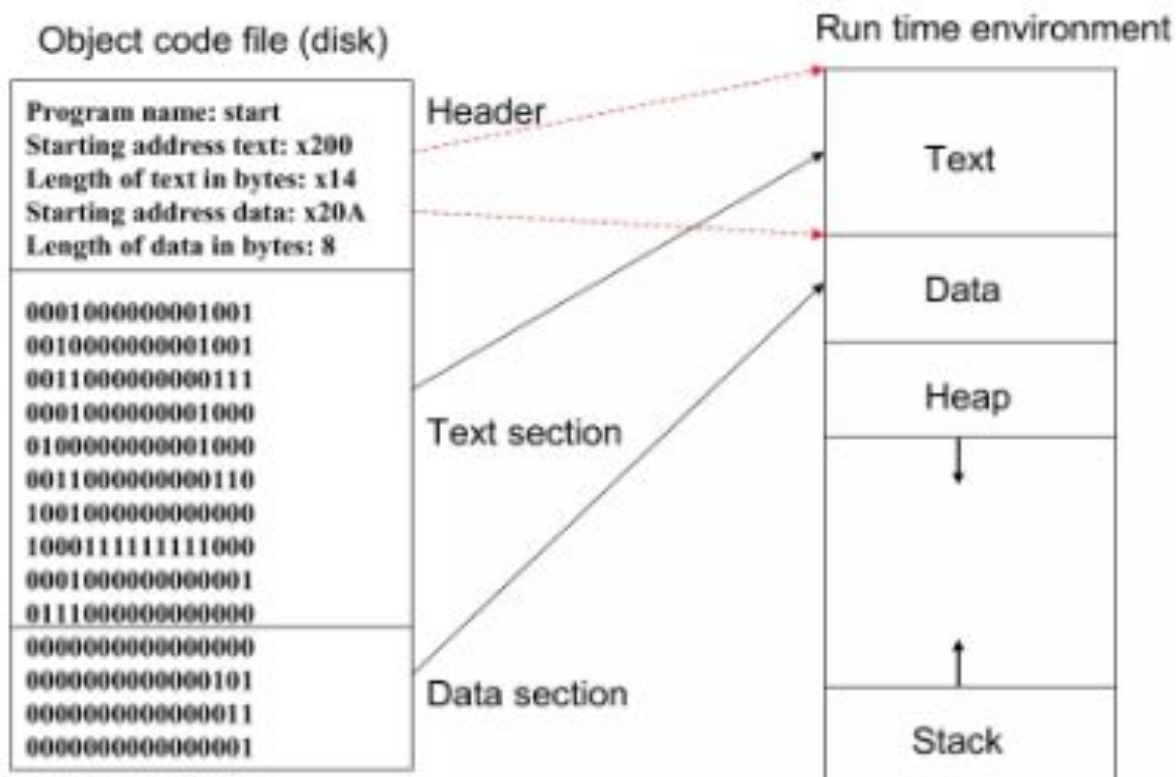 Object code file (disk)
Program name: start
Starting address text: x200
Length of text in bytes: x14
Starting address data: x20A
Length of data in bytes: 8
Header
0001000000001001
0010000000001001
0011000000000111
0001000000001000
0100000000001000
0011000000000110
1001000000000000
1000111111111000
0001000000000001
0111000000000000
Text section
0000000000000000
0000000000000101
0000000000000011
0000000000000001
Data section
Run time environment
Text
Data
Heap
Stack